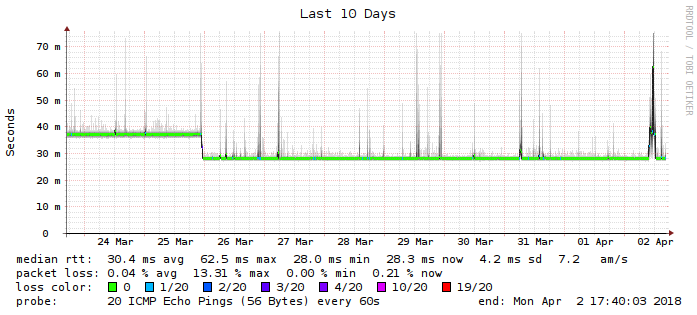 Last 10 Days
RRDTOOL / TOBI OETIKER
Seconds
70 m
60 m
50 m
40 m
30 m
20 m
10 m
0
24 Mar 25 Mar 26 Mar 27 Mar 28 Mar 29 Mar 30 Mar 31 Mar 01 Apr 02 Apr
median rtt: 30.4 ms avg 62.5 ms max 28.0 ms min 28.3 ms now 4.2 ms sd 7.2 am/s
packet loss: 0.04 % avg 13.31 % max 0.00 % min 0.21 % now
loss color: 0 1/20 2/20 3/20 4/20 10/20 19/20
probe: 20 ICMP Echo Pings (56 Bytes) every 60s end: Mon Apr 2 17:40:03 2018